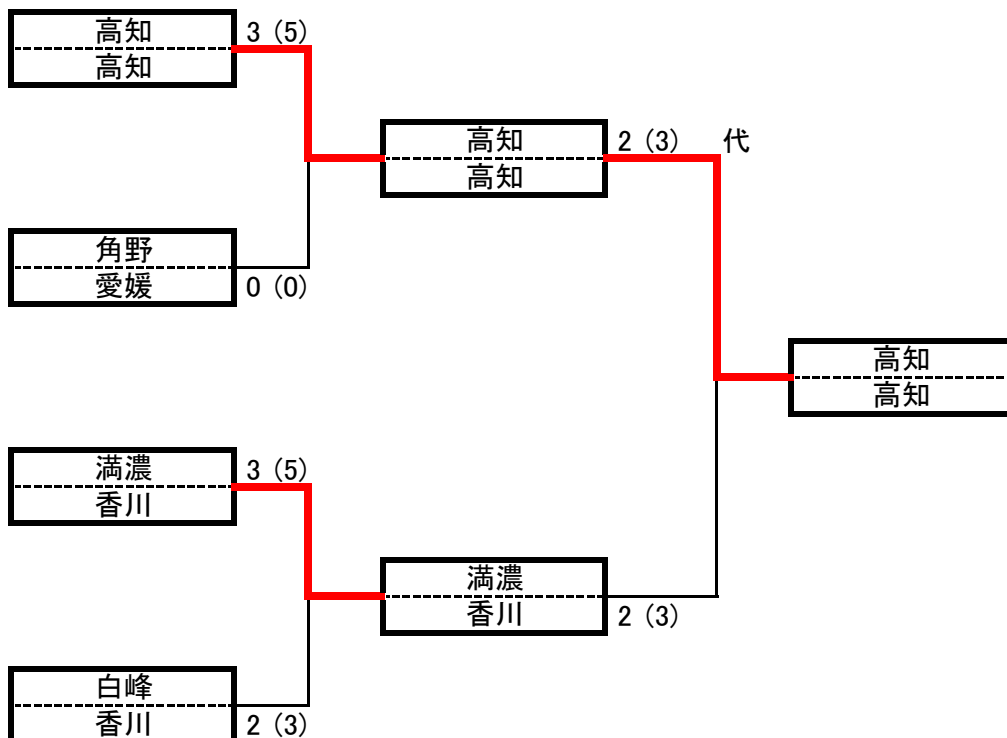 高知
高知
3 (5)
角野
愛媛
0 (0)
高知
高知
2 (3) 代
高知
高知
満濃
香川
3 (5)
満濃
香川
2 (3)
白峰
香川
2 (3)